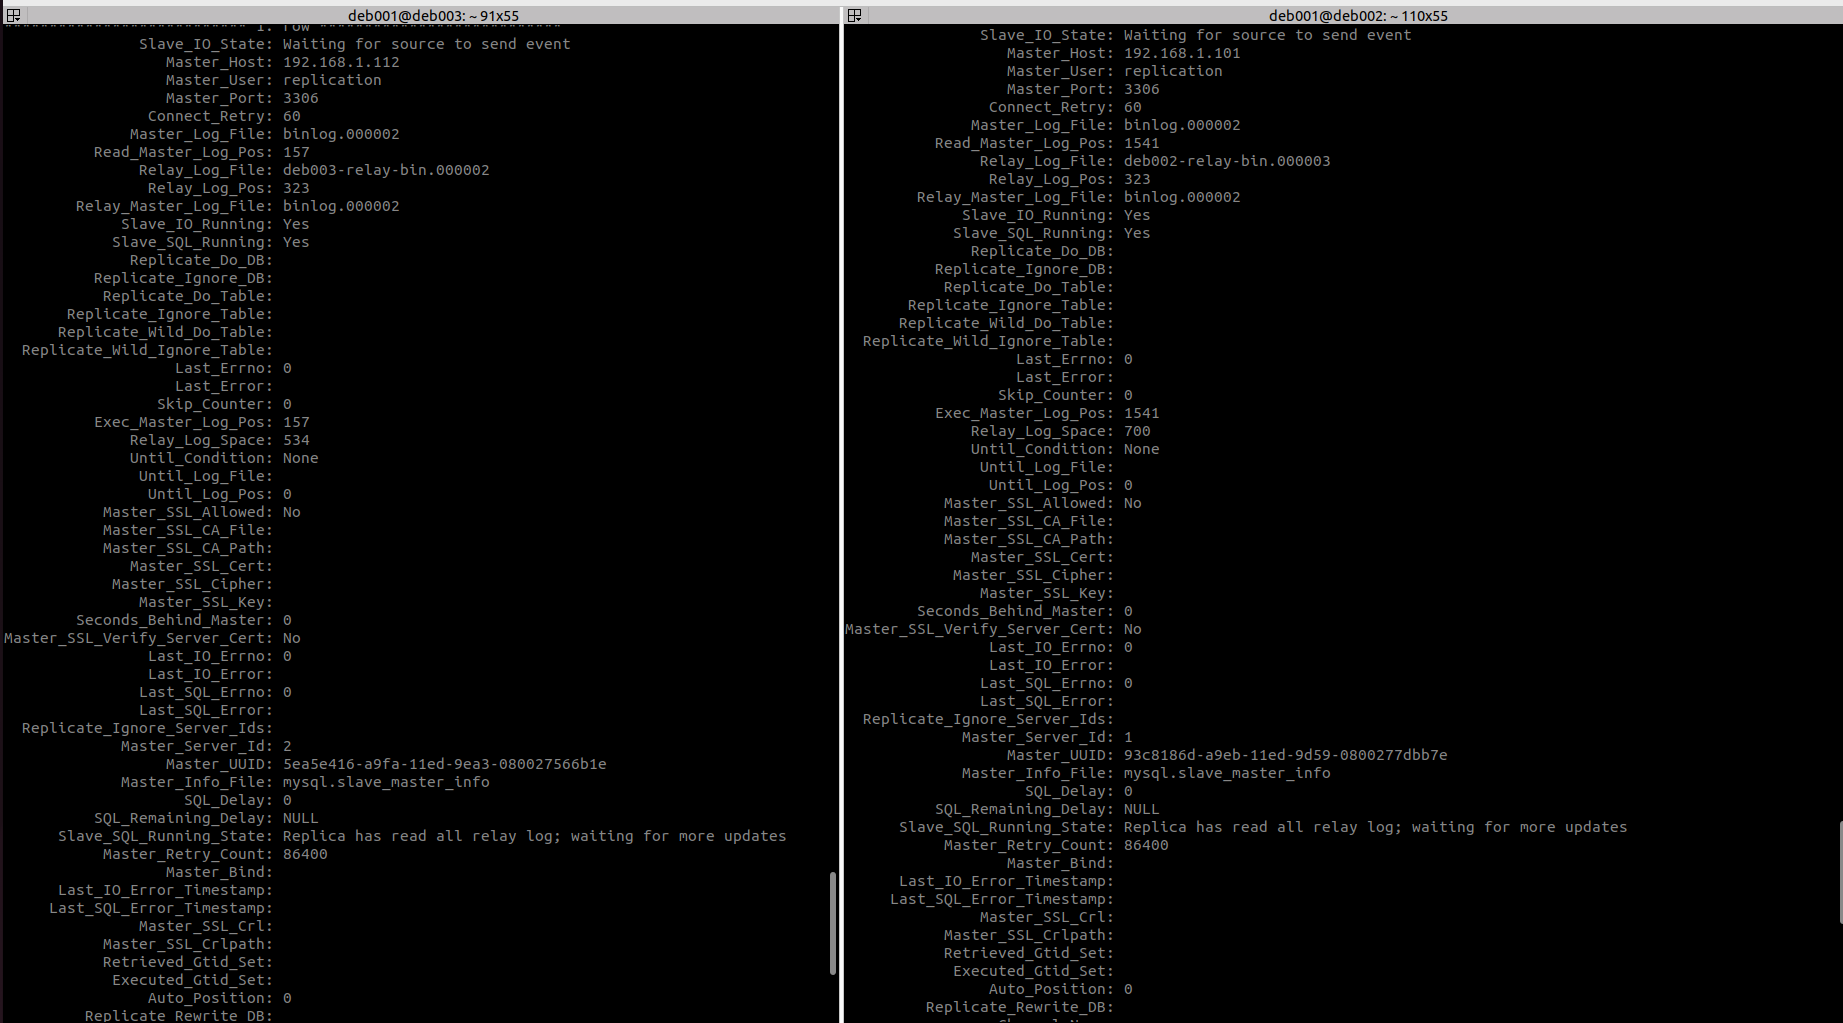 deb001@deb003: ~ 91x55
*************************** 1. row ***************************
Slave_IO_State: Waiting for source to send event
Master_Host: 192.168.1.112
Master_User: replication
Master_Port: 3306
Connect_Retry: 60
Master_Log_File: binlog.000002
Read_Master_Log_Pos: 157
Relay_Log_File: deb003-relay-bin.000002
Relay_Log_Pos: 323
Relay_Master_Log_File: binlog.000002
Slave_IO_Running: Yes
Slave_SQL_Running: Yes
Replicate_Do_DB:
Replicate_Ignore_DB:
Replicate_Do_Table:
Replicate_Ignore_Table:
Replicate_Wild_Do_Table:
Replicate_Wild_Ignore_Table:
Last_Errno: 0
Last_Error:
Skip_Counter: 0
Exec_Master_Log_Pos: 157
Relay_Log_Space: 534
Until_Condition: None
Until_Log_File:
Until_Log_Pos: 0
Master_SSL_Allowed: No
Master_SSL_CA_File:
Master_SSL_CA_Path:
Master_SSL_Cert:
Master_SSL_Cipher:
Master_SSL_Key:
Seconds_Behind_Master: 0
Master_SSL_Verify_Server_Cert: No
Last_IO_Errno: 0
Last_IO_Error:
Last_SQL_Errno: 0
Last_SQL_Error:
Replicate_Ignore_Server_Ids:
Master_Server_Id: 2
Master_UUID: 5ea5e416-a9fa-11ed-9ea3-080027566b1e
Master_Info_File: mysql.slave_master_info
SQL_Delay: 0
SQL_Remaining_Delay: NULL
Slave_SQL_Running_State: Replica has read all relay log; waiting for more updates
Master_Retry_Count: 86400
Master_Bind:
Last_IO_Error_Timestamp:
Last_SQL_Error_Timestamp:
Master_SSL_Crl:
Master_SSL_Crlpath:
Retrieved_Gtid_Set:
Executed_Gtid_Set:
Auto_Position: 0
Replicate_Rewrite_DB:
deb001@deb002: ~ 110x55
Slave_IO_State: Waiting for source to send event
Master_Host: 192.168.1.101
Master_User: replication
Master_Port: 3306
Connect_Retry: 60
Master_Log_File: binlog.000002
Read_Master_Log_Pos: 1541
Relay_Log_File: deb002-relay-bin.000003
Relay_Log_Pos: 323
Relay_Master_Log_File: binlog.000002
Slave_IO_Running: Yes
Slave_SQL_Running: Yes
Replicate_Do_DB:
Replicate_Ignore_DB:
Replicate_Do_Table:
Replicate_Ignore_Table:
Replicate_Wild_Do_Table:
Replicate_Wild_Ignore_Table:
Last_Errno: 0
Last_Error:
Skip_Counter: 0
Exec_Master_Log_Pos: 1541
Relay_Log_Space: 700
Until_Condition: None
Until_Log_File:
Until_Log_Pos: 0
Master_SSL_Allowed: No
Master_SSL_CA_File:
Master_SSL_CA_Path:
Master_SSL_Cert:
Master_SSL_Cipher:
Master_SSL_Key:
Seconds_Behind_Master: 0
Master_SSL_Verify_Server_Cert: No
Last_IO_Errno: 0
Last_IO_Error:
Last_SQL_Errno: 0
Last_SQL_Error:
Replicate_Ignore_Server_Ids:
Master_Server_Id: 1
Master_UUID: 93c8186d-a9eb-11ed-9d59-0800277dbb7e
Master_Info_File: mysql.slave_master_info
SQL_Delay: 0
SQL_Remaining_Delay: NULL
Slave_SQL_Running_State: Replica has read all relay log; waiting for more updates
Master_Retry_Count: 86400
Master_Bind:
Last_IO_Error_Timestamp:
Last_SQL_Error_Timestamp:
Master_SSL_Crl:
Master_SSL_Crlpath:
Retrieved_Gtid_Set:
Executed_Gtid_Set:
Auto_Position: 0
Replicate_Rewrite_DB: